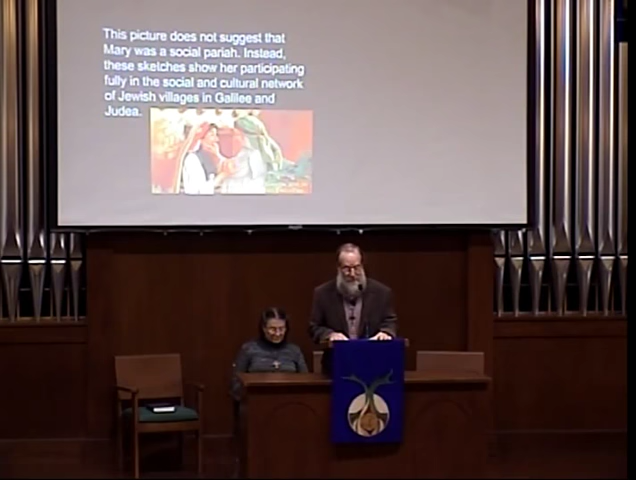 This picture does not suggest that
Mary was a social pariah. Instead,
these sketches show her participating
fully in the social and cultural network
of Jewish villages in Galilee and
Judea.